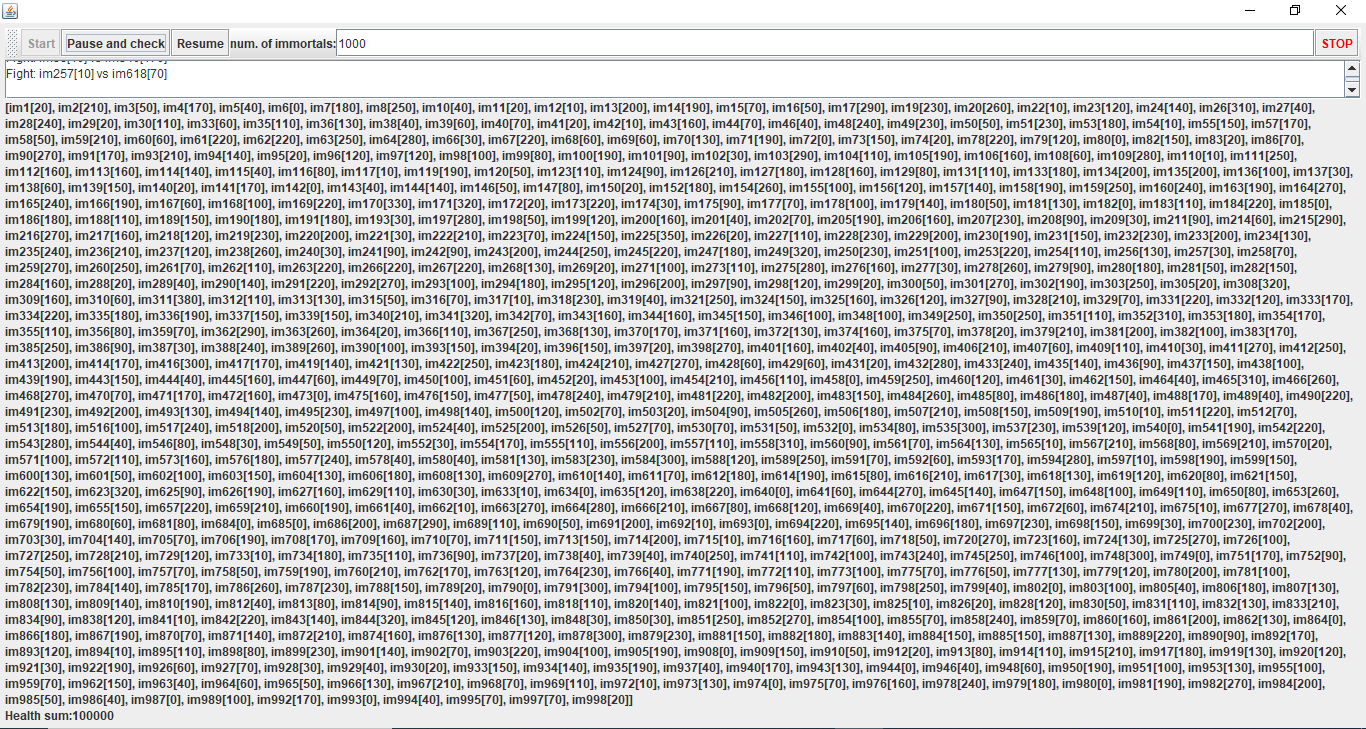 Start Pause and check Resume num. of immortals: 1000 STOP
Fight: im257[10] vs im618[70]
[im1[20], im2[210], im3[50], im4[170], im5[40], im6[0], im7[180], im8[250], im10[40], im11[20], im12[10], im13[200], im14[190], im15[70], im16[50], im17[290], im19[230], im20[260], im22[10], im23[120], im24[140], im26[310], im27[40],
im28[240], im29[20], im30[110], im33[60], im35[110], im36[130], im38[40], im39[60], im40[70], im41[20], im42[10], im43[160], im44[70], im46[40], im48[240], im49[230], im50[50], im51[230], im53[180], im54[10], im55[150], im57[170],
im58[50], im59[210], im60[60], im61[220], im62[220], im63[250], im64[280], im66[30], im67[220], im68[60], im69[60], im70[130], im71[190], im72[0], im73[150], im74[20], im78[220], im79[120], im80[0], im82[150], im83[20], im86[70],
im90[270], im91[170], im93[210], im94[140], im95[20], im96[120], im97[120], im98[100], im99[80], im100[190], im101[90], im102[30], im103[290], im104[110], im105[190], im106[160], im108[60], im109[280], im110[10], im111[250],
im112[160], im113[160], im114[140], im115[40], im116[80], im117[10], im119[190], im120[50], im123[110], im124[90], im126[210], im127[180], im128[160], im129[80], im131[110], im133[180], im134[200], im135[200], im136[100], im137[30],
im138[60], im139[150], im140[20], im141[170], im142[0], im143[40], im144[140], im146[50], im147[80], im150[20], im152[180], im154[260], im155[100], im156[120], im157[140], im158[190], im159[250], im160[240], im163[190], im164[270],
im165[240], im166[190], im167[60], im168[100], im169[220], im170[330], im171[320], im172[20], im173[220], im174[30], im175[90], im177[70], im178[100], im179[140], im180[50], im181[130], im182[0], im183[110], im184[220], im185[0],
im186[180], im188[110], im189[150], im190[180], im191[180], im193[30], im197[280], im198[50], im199[120], im200[160], im201[40], im202[70], im205[190], im206[160], im207[230], im208[90], im209[30], im211[90], im214[60], im215[290],
im216[270], im217[160], im218[120], im219[230], im220[200], im221[30], im222[210], im223[70], im224[150], im225[350], im226[20], im227[110], im228[230], im229[200], im230[190], im231[150], im232[230], im233[200], im234[130],
im235[240], im236[210], im237[120], im238[260], im240[30], im241[90], im242[90], im243[200], im244[250], im245[220], im247[180], im249[320], im250[230], im251[100], im253[220], im254[110], im256[130], im257[30], im258[70],
im259[270], im260[250], im261[70], im262[110], im263[220], im266[220], im267[220], im268[130], im269[20], im271[100], im273[110], im275[280], im276[160], im277[30], im278[260], im279[90], im280[180], im281[50], im282[150],
im284[160], im288[20], im289[40], im290[140], im291[220], im292[270], im293[100], im294[180], im295[120], im296[200], im297[90], im298[120], im299[20], im300[50], im301[270], im302[190], im303[250], im305[20], im308[320],
im309[160], im310[60], im311[380], im312[110], im313[130], im315[50], im316[70], im317[10], im318[230], im319[40], im321[250], im324[150], im325[160], im326[120], im327[90], im328[210], im329[70], im331[220], im332[120], im333[170],
im334[220], im335[180], im336[190], im337[150], im339[150], im340[210], im341[320], im342[70], im343[160], im344[160], im345[150], im346[100], im348[100], im349[250], im350[250], im351[110], im352[310], im353[180], im354[170],
im355[110], im356[80], im359[70], im362[290], im363[260], im364[20], im366[110], im367[250], im368[130], im370[170], im371[160], im372[130], im374[160], im375[70], im378[20], im379[210], im381[200], im382[100], im383[170],
im385[250], im386[90], im387[30], im388[240], im389[260], im390[100], im393[150], im394[20], im396[150], im397[20], im398[270], im401[160], im402[40], im405[90], im406[210], im407[60], im409[110], im410[30], im411[270], im412[250],
im413[200], im414[170], im416[300], im417[170], im419[140], im421[130], im422[250], im423[180], im424[210], im427[270], im428[60], im429[60], im431[20], im432[280], im433[240], im435[140], im436[90], im437[150], im438[100],
im439[190], im443[150], im444[40], im445[160], im447[60], im449[70], im450[100], im451[60], im452[20], im453[100], im454[210], im456[110], im458[0], im459[250], im460[120], im461[30], im462[150], im464[40], im465[310], im466[260],
im468[270], im470[70], im471[170], im472[160], im473[0], im475[160], im476[150], im477[50], im478[240], im479[210], im481[220], im482[200], im483[150], im484[260], im485[80], im486[180], im487[40], im488[170], im489[40], im490[220],
im491[230], im492[200], im493[130], im494[140], im495[230], im497[100], im498[140], im500[120], im502[70], im503[20], im504[90], im505[260], im506[180], im507[210], im508[150], im509[190], im510[10], im511[220], im512[70],
im513[180], im516[100], im517[240], im518[200], im520[50], im522[200], im524[40], im525[200], im526[50], im527[70], im530[70], im531[50], im532[0], im534[80], im535[300], im537[230], im539[120], im540[0], im541[190], im542[220],
im543[280], im544[40], im546[80], im548[30], im549[50], im550[120], im552[30], im554[170], im555[110], im556[200], im557[110], im558[310], im560[90], im561[70], im564[130], im565[10], im567[210], im568[80], im569[210], im570[20],
im571[100], im572[110], im573[160], im576[180], im577[240], im578[40], im580[40], im581[130], im583[230], im584[300], im588[120], im589[250], im591[70], im592[60], im593[170], im594[280], im597[10], im598[190], im599[150],
im600[130], im601[50], im602[100], im603[150], im604[130], im606[180], im608[130], im609[270], im610[140], im611[70], im612[180], im614[190], im615[80], im616[210], im617[30], im618[130], im619[120], im620[80], im621[150],
im622[150], im623[320], im625[90], im626[190], im627[160], im629[110], im630[30], im633[10], im634[0], im635[120], im638[220], im640[0], im641[60], im644[270], im645[140], im647[150], im648[100], im649[110], im650[80], im653[260],
im654[190], im655[150], im657[220], im659[210], im660[190], im661[40], im662[10], im663[270], im664[280], im666[210], im667[80], im668[120], im669[40], im670[220], im671[150], im672[60], im674[210], im675[10], im677[270], im678[40],
im679[190], im680[60], im681[80], im684[0], im685[0], im686[200], im687[290], im689[110], im690[50], im691[200], im692[10], im693[0], im694[220], im695[140], im696[180], im697[230], im698[150], im699[30], im700[230], im702[200],
im703[30], im704[140], im705[70], im706[190], im708[170], im709[160], im710[70], im711[150], im713[150], im714[200], im715[10], im716[160], im717[60], im718[50], im720[270], im723[160], im724[130], im725[270], im726[100],
im727[250], im728[210], im729[120], im733[10], im734[180], im735[110], im736[90], im737[20], im738[40], im739[40], im740[250], im741[110], im742[100], im743[240], im745[250], im746[100], im748[300], im749[0], im751[170], im752[90],
im754[50], im756[100], im757[70], im758[50], im759[190], im760[210], im762[170], im763[120], im764[230], im766[40], im771[190], im772[110], im773[100], im775[70], im776[50], im777[130], im779[120], im780[200], im781[100],
im782[230], im784[140], im785[170], im786[260], im787[230], im788[150], im789[20], im790[0], im791[300], im794[100], im795[150], im796[50], im797[60], im798[250], im799[40], im802[0], im803[100], im805[40], im806[180], im807[130],
im808[130], im809[140], im810[190], im812[40], im813[80], im814[90], im815[140], im816[160], im818[110], im820[140], im821[100], im822[0], im823[30], im825[10], im826[20], im828[120], im830[50], im831[110], im832[130], im833[210],
im834[90], im838[120], im841[10], im842[220], im843[140], im844[320], im845[120], im846[130], im848[30], im850[30], im851[250], im852[270], im854[100], im855[70], im858[240], im859[70], im860[160], im861[200], im862[130], im864[0],
im866[180], im867[190], im870[70], im871[140], im872[210], im874[160], im876[130], im877[120], im878[300], im879[230], im881[150], im882[180], im883[140], im884[150], im885[150], im887[130], im889[220], im890[90], im892[170],
im893[120], im894[10], im895[110], im898[80], im899[230], im901[140], im902[70], im903[220], im904[100], im905[190], im908[0], im909[150], im910[50], im912[20], im913[80], im914[110], im915[210], im917[180], im919[130], im920[120],
im921[30], im922[190], im926[60], im927[70], im928[30], im929[40], im930[20], im933[150], im934[140], im935[190], im937[40], im940[170], im943[130], im944[0], im946[40], im948[60], im950[190], im951[100], im953[130], im955[100],
im959[70], im962[150], im963[40], im964[60], im965[50], im966[130], im967[210], im968[70], im969[110], im972[10], im973[130], im974[0], im975[70], im976[160], im978[240], im979[180], im980[0], im981[190], im982[270], im984[200],
im985[50], im986[40], im987[0], im989[100], im992[170], im993[0], im994[40], im995[70], im997[70], im998[20]]
Health sum:100000